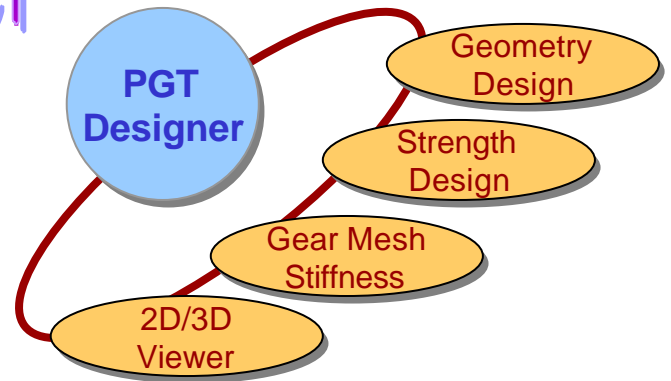 PGT
Designer
Geometry
Design
Strength
Design
Gear Mesh
Stiffness
2D/3D
Viewer